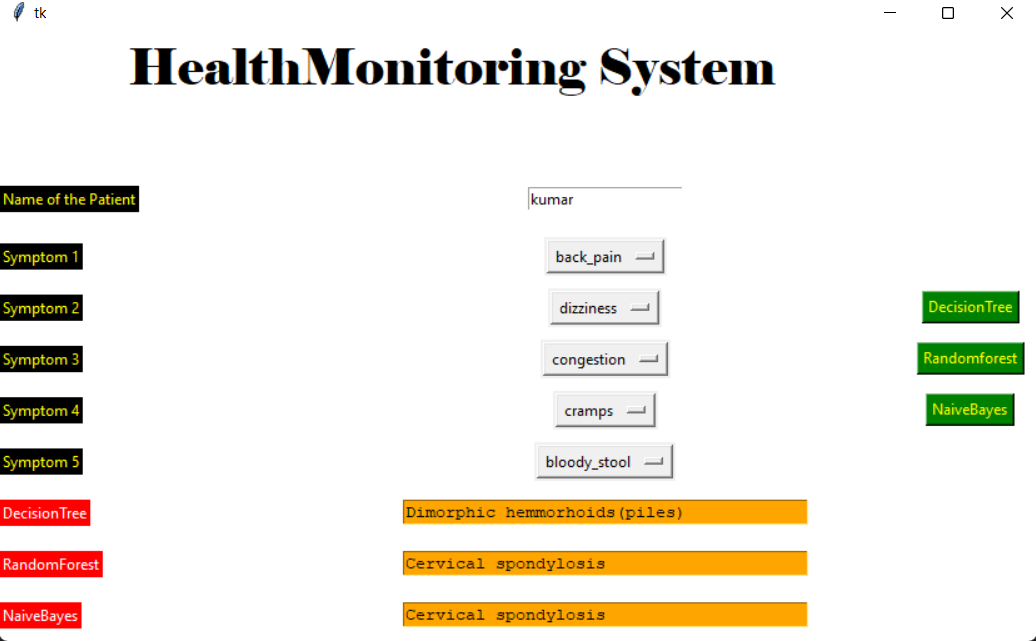 tk
HealthMonitoring System
Name of the Patient
kumar
Symptom 1
back_pain
Symptom 2
dizziness
DecisionTree
Symptom 3
congestion
Randomforest
Symptom 4
cramps
NaiveBayes
Symptom 5
bloody_stool
DecisionTree
Dimorphic hemmorhoids(piles)
RandomForest
Cervical spondylosis
NaiveBayes
Cervical spondylosis